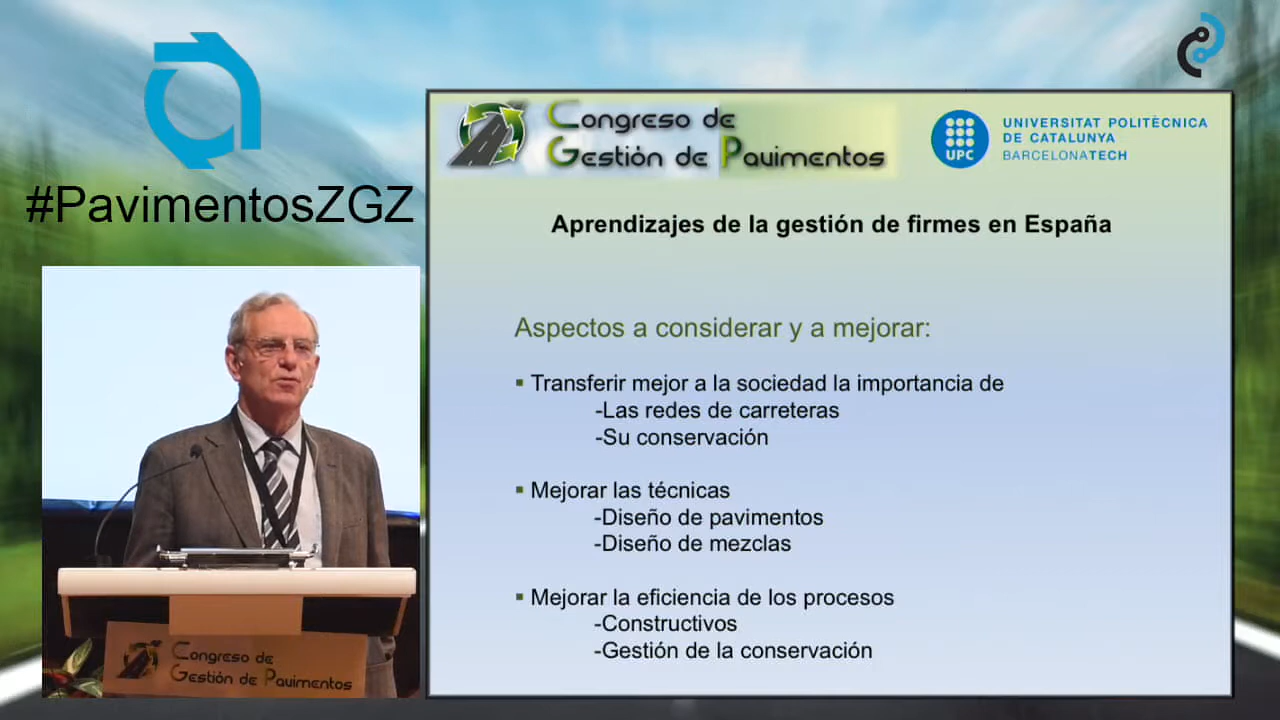 #PavimentosZGZ
Congreso de
Gestión de Pavimentos
UPC
UNIVERSITAT POLITÈCNICA
DE CATALUNYA
BARCELONATECH
Aprendizajes de la gestión de firmes en España
Aspectos a considerar y a mejorar:
▪ Transferir mejor a la sociedad la importancia de
-Las redes de carreteras
-Su conservación
▪ Mejorar las técnicas
-Diseño de pavimentos
-Diseño de mezclas
▪ Mejorar la eficiencia de los procesos
-Constructivos
-Gestión de la conservación
Congreso de
Gestión de Pavimentos